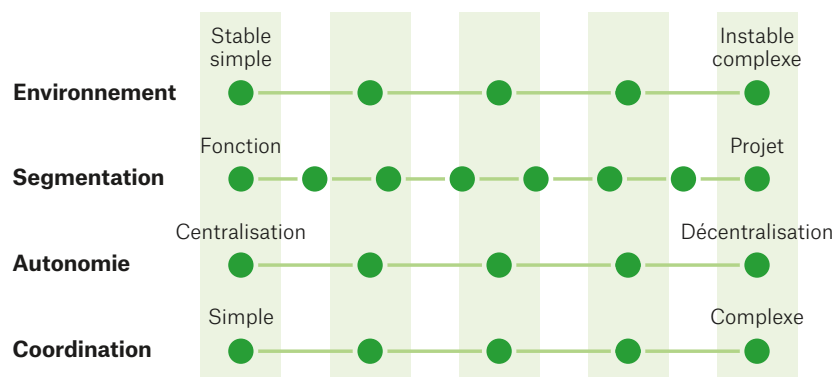 Stable
simple
Instable
complexe
Environnement
Fonction
Projet
Segmentation
Centralisation
Décentralisation
Autonomie
Simple
Complexe
Coordination